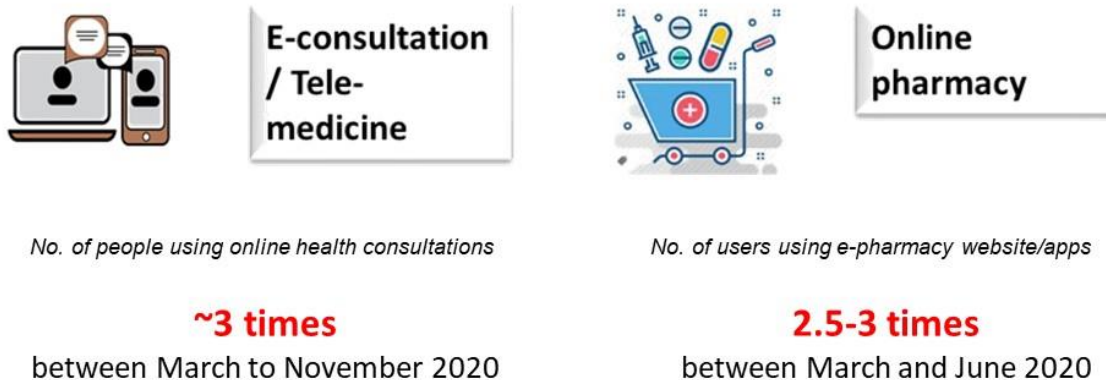 E-consultation
/ Tele-
medicine
No. of people using online health consultations
~3 times
between March to November 2020
Online
pharmacy
No. of users using e-pharmacy website/apps
2.5-3 times
between March and June 2020